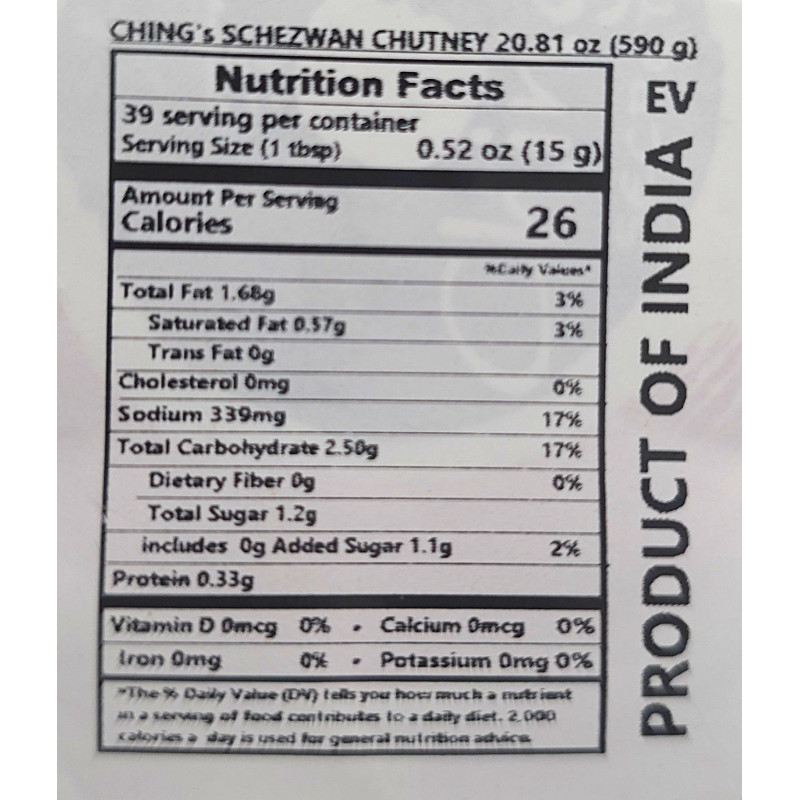 CHING's SCHEZWAN CHUTNEY 20.81 oz (590 g)
Nutrition Facts
39 serving per container
Serving Size (1 tbsp) 0.52 oz (15 g)
Amount Per Serving
Calories 26
%Daily Values*
Total Fat 1.68g 3%
Saturated Fat 0.57g 3%
Trans Fat 0g
Cholesterol 0mg 0%
Sodium 339mg 17%
Total Carbohydrate 2.50g 17%
Dietary Fiber 0g 0%
Total Sugar 1.2g
includes 0g Added Sugar 1.1g 2%
Protein 0.33g
Vitamin D 0mcg 0% • Calcium 0mcg 0%
Iron 0mg 0% • Potassium 0mg 0%
*The % Daily Value (DV) tells you how much a nutrient
in a serving of food contributes to a daily diet. 2,000
calories a day is used for general nutrition advice.
PRODUCT OF INDIA EV